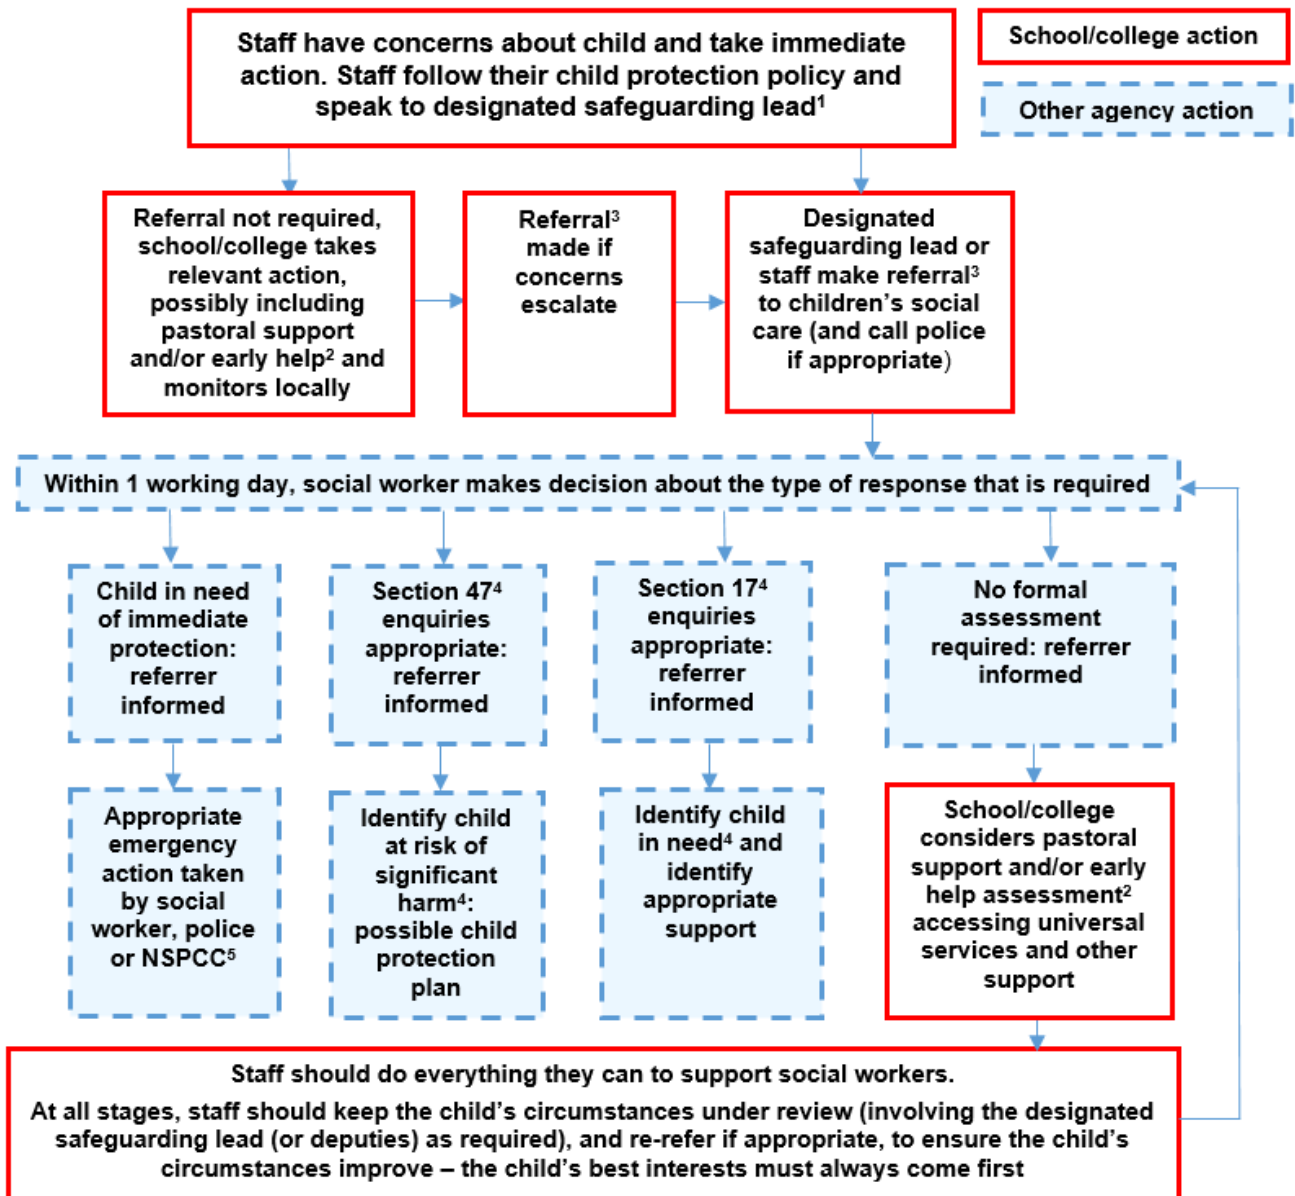 Staff have concerns about child and take immediate
action. Staff follow their child protection policy and
speak to designated safeguarding lead¹
School/college action
Other agency action
Referral not required,
school/college takes
relevant action,
possibly including
pastoral support
and/or early help² and
monitors locally
Referral³
made if
concerns
escalate
Designated
safeguarding lead or
staff make referral³
to children’s social
care (and call police
if appropriate)
Within 1 working day, social worker makes decision about the type of response that is required
Child in need
of immediate
protection:
referrer
informed
Section 47⁴
enquiries
appropriate:
referrer
informed
Section 17⁴
enquiries
appropriate:
referrer
informed
No formal
assessment
required: referrer
informed
Appropriate
emergency
action taken
by social
worker, police
or NSPCC⁵
Identify child
at risk of
significant
harm⁴:
possible child
protection
plan
Identify child
in need⁴ and
identify
appropriate
support
School/college
considers pastoral
support and/or early
help assessment²
accessing universal
services and other
support
Staff should do everything they can to support social workers.
At all stages, staff should keep the child’s circumstances under review (involving the designated
safeguarding lead (or deputies) as required), and re-refer if appropriate, to ensure the child’s
circumstances improve – the child’s best interests must always come first